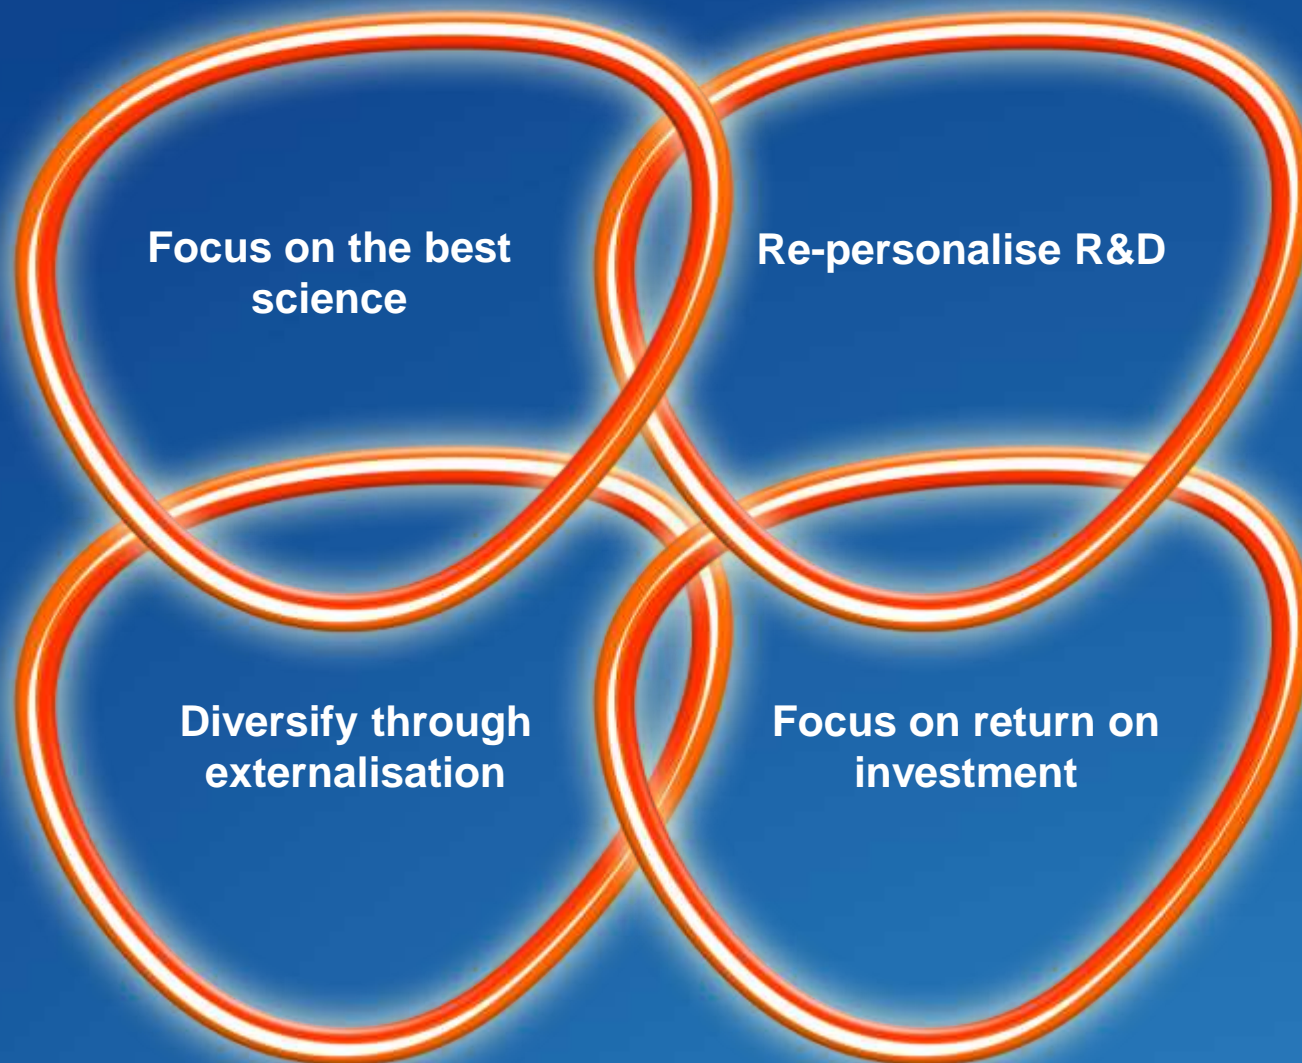 Focus on the best
science
Re-personalise R&D
Diversify through
externalisation
Focus on return on
investment